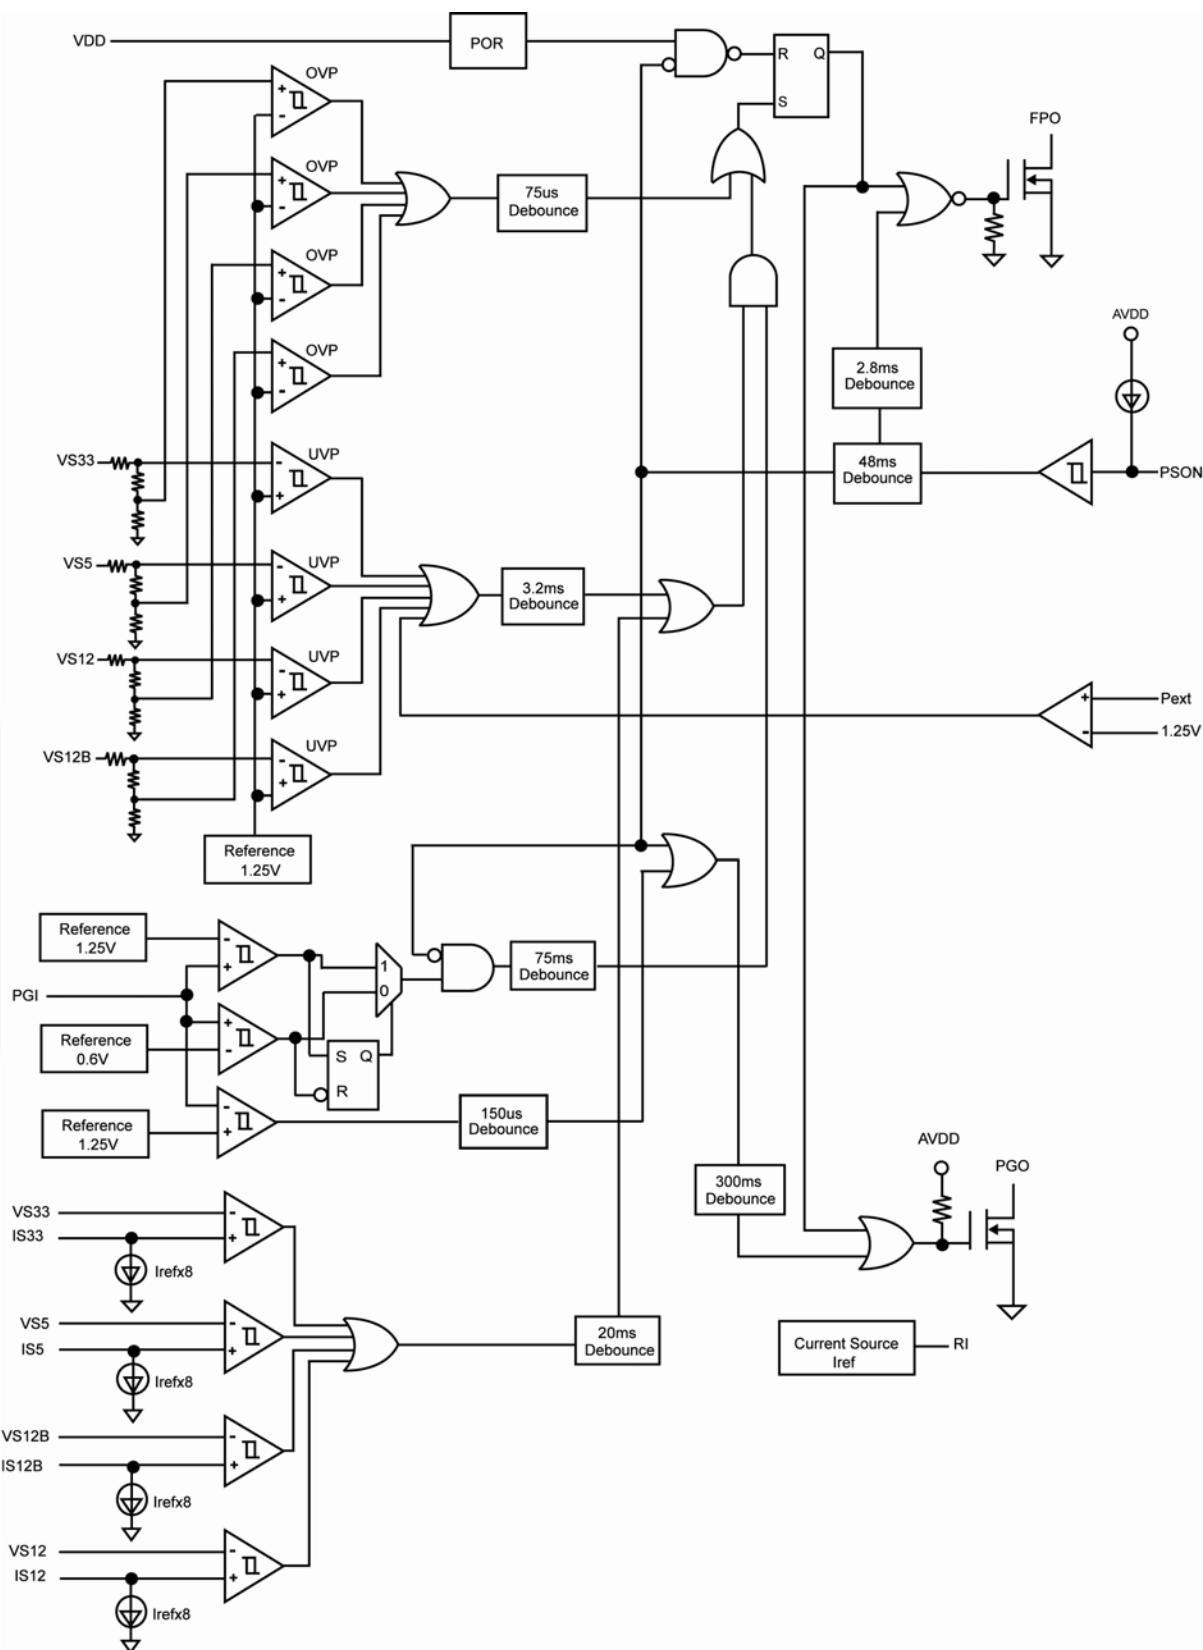 VDD
POR
R
Q
S
OVP
+
-
FPO
OVP
+
-
75us
Debounce
OVP
+
-
AVDD
OVP
+
-
2.8ms
Debounce
VS33
UVP
-
+
48ms
Debounce
PSON
VS5
UVP
-
+
3.2ms
Debounce
VS12
UVP
-
+
Pext
+
1.25V
-
VS12B
UVP
-
+
Reference
1.25V
Reference
1.25V
-
+
1
0
75ms
Debounce
PGI
Reference
0.6V
+
-
S Q
R
Reference
1.25V
-
+
150us
Debounce
AVDD
PGO
300ms
Debounce
VS33
-
IS33
+
Irefx8
VS5
-
IS5
+
Irefx8
20ms
Debounce
Current Source
Iref
RI
VS12B
-
IS12B
+
Irefx8
VS12
-
IS12
+
Irefx8